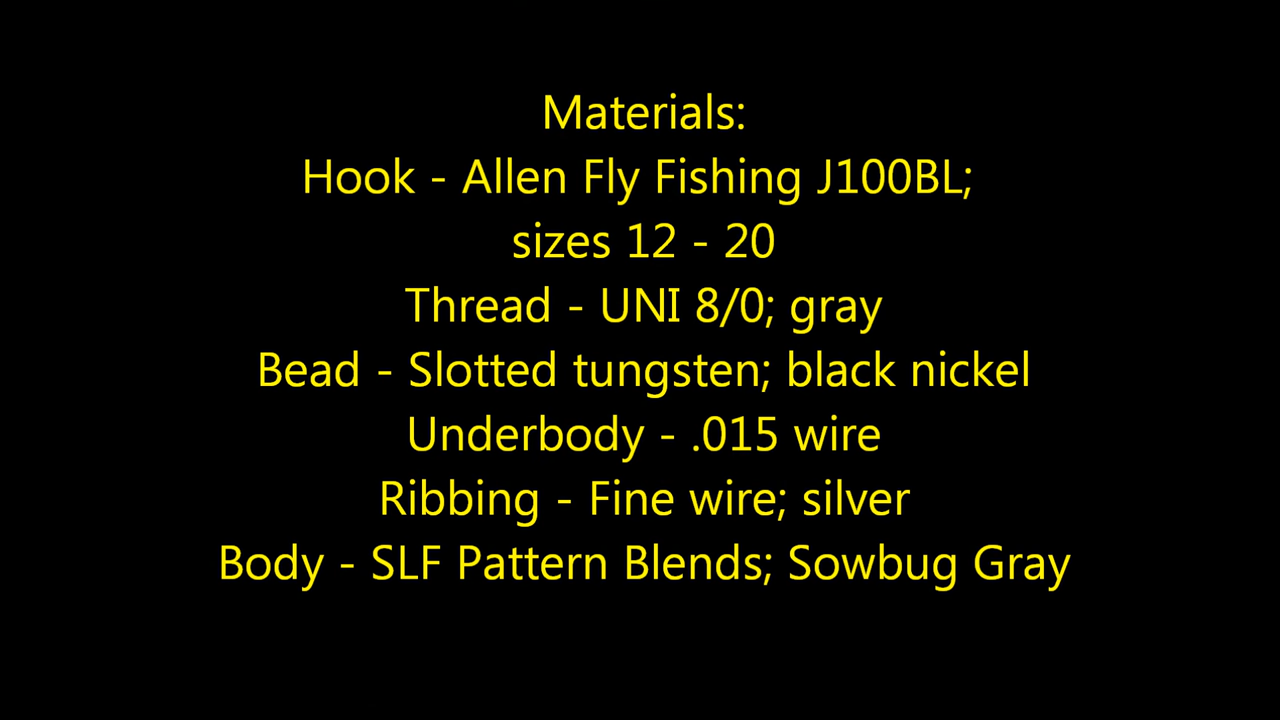 Materials:
Hook - Allen Fly Fishing J100BL;
sizes 12 - 20
Thread - UNI 8/0; gray
Bead - Slotted tungsten; black nickel
Underbody - .015 wire
Ribbing - Fine wire; silver
Body - SLF Pattern Blends; Sowbug Gray